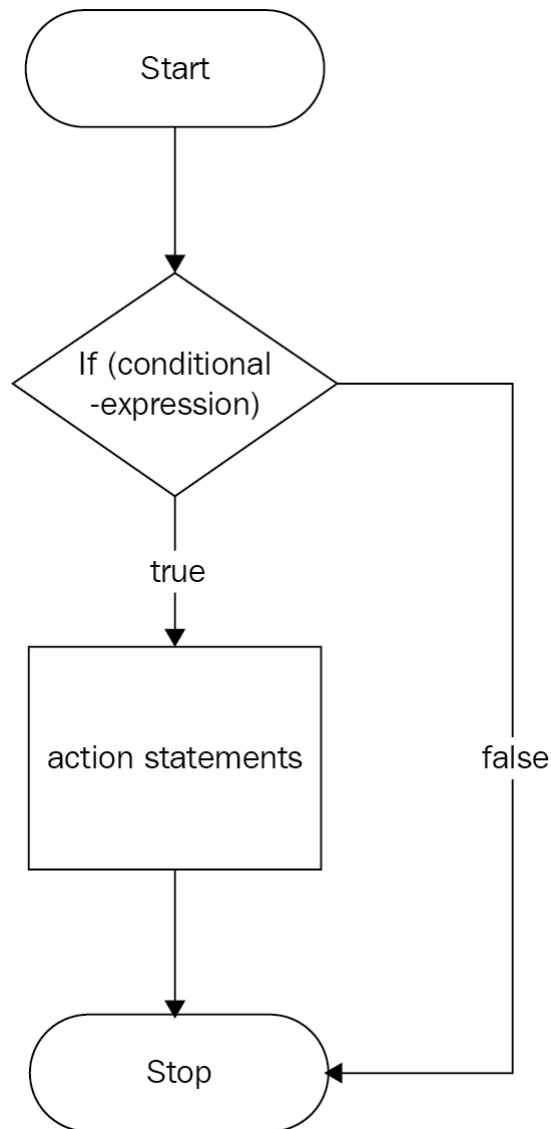 Start
If (conditional
-expression)
true
action statements
false
Stop